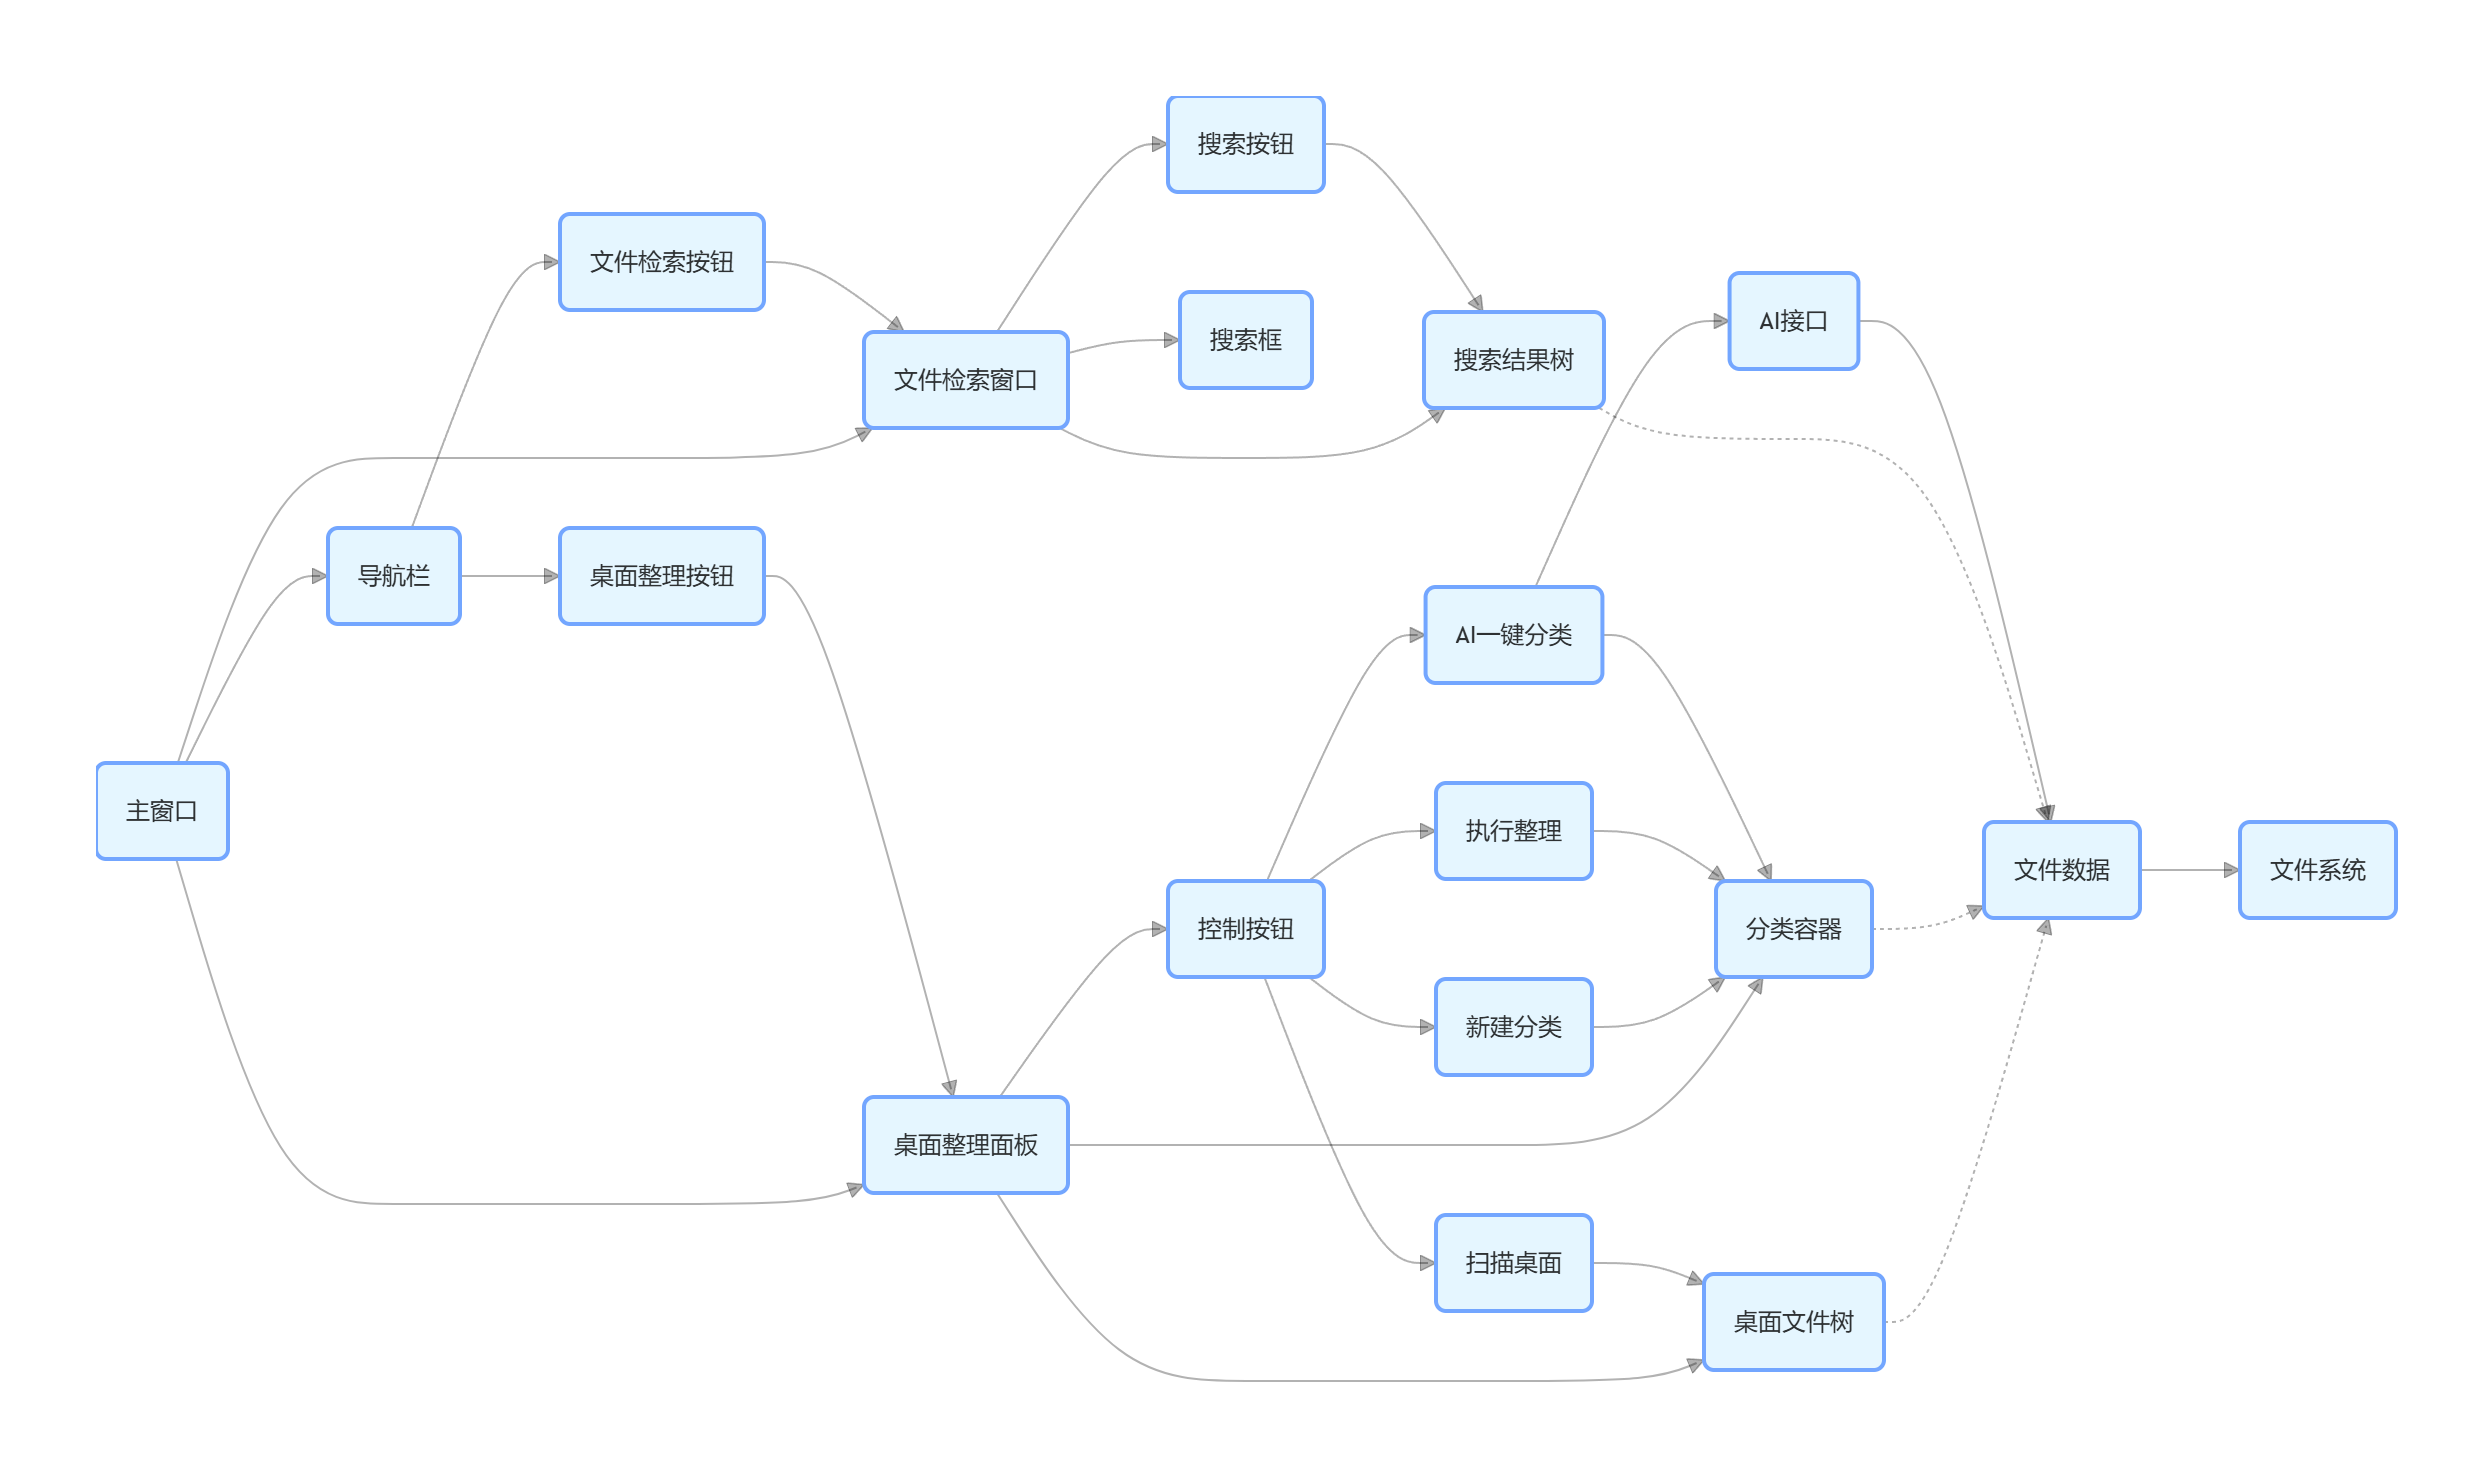 搜索按钮
文件检索按钮
搜索框
AI接口
搜索结果树
文件检索窗口
导航栏
桌面整理按钮
AI一键分类
主窗口
执行整理
文件数据
文件系统
控制按钮
分类容器
新建分类
桌面整理面板
扫描桌面
桌面文件树